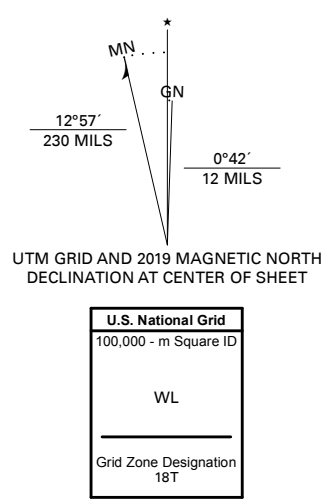 MN
GN
12°57´
230 MILS
0°42´
12 MILS
UTM GRID AND 2019 MAGNETIC NORTH
DECLINATION AT CENTER OF SHEET
U.S. National Grid
100,000 - m Square ID
WL
Grid Zone Designation
18T